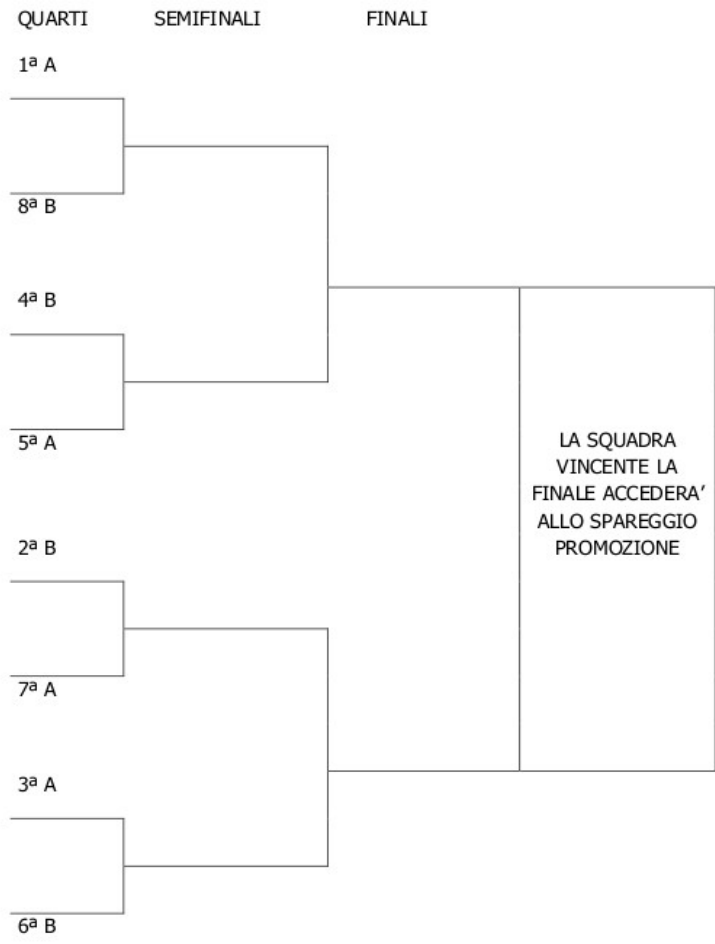 QUARTI SEMIFINALI FINALI
1ª A
8ª B
4ª B
5ª A
LA SQUADRA
VINCENTE LA
FINALE ACCEDERA’
ALLO SPAREGGIO
PROMOZIONE
2ª B
7ª A
3ª A
6ª B